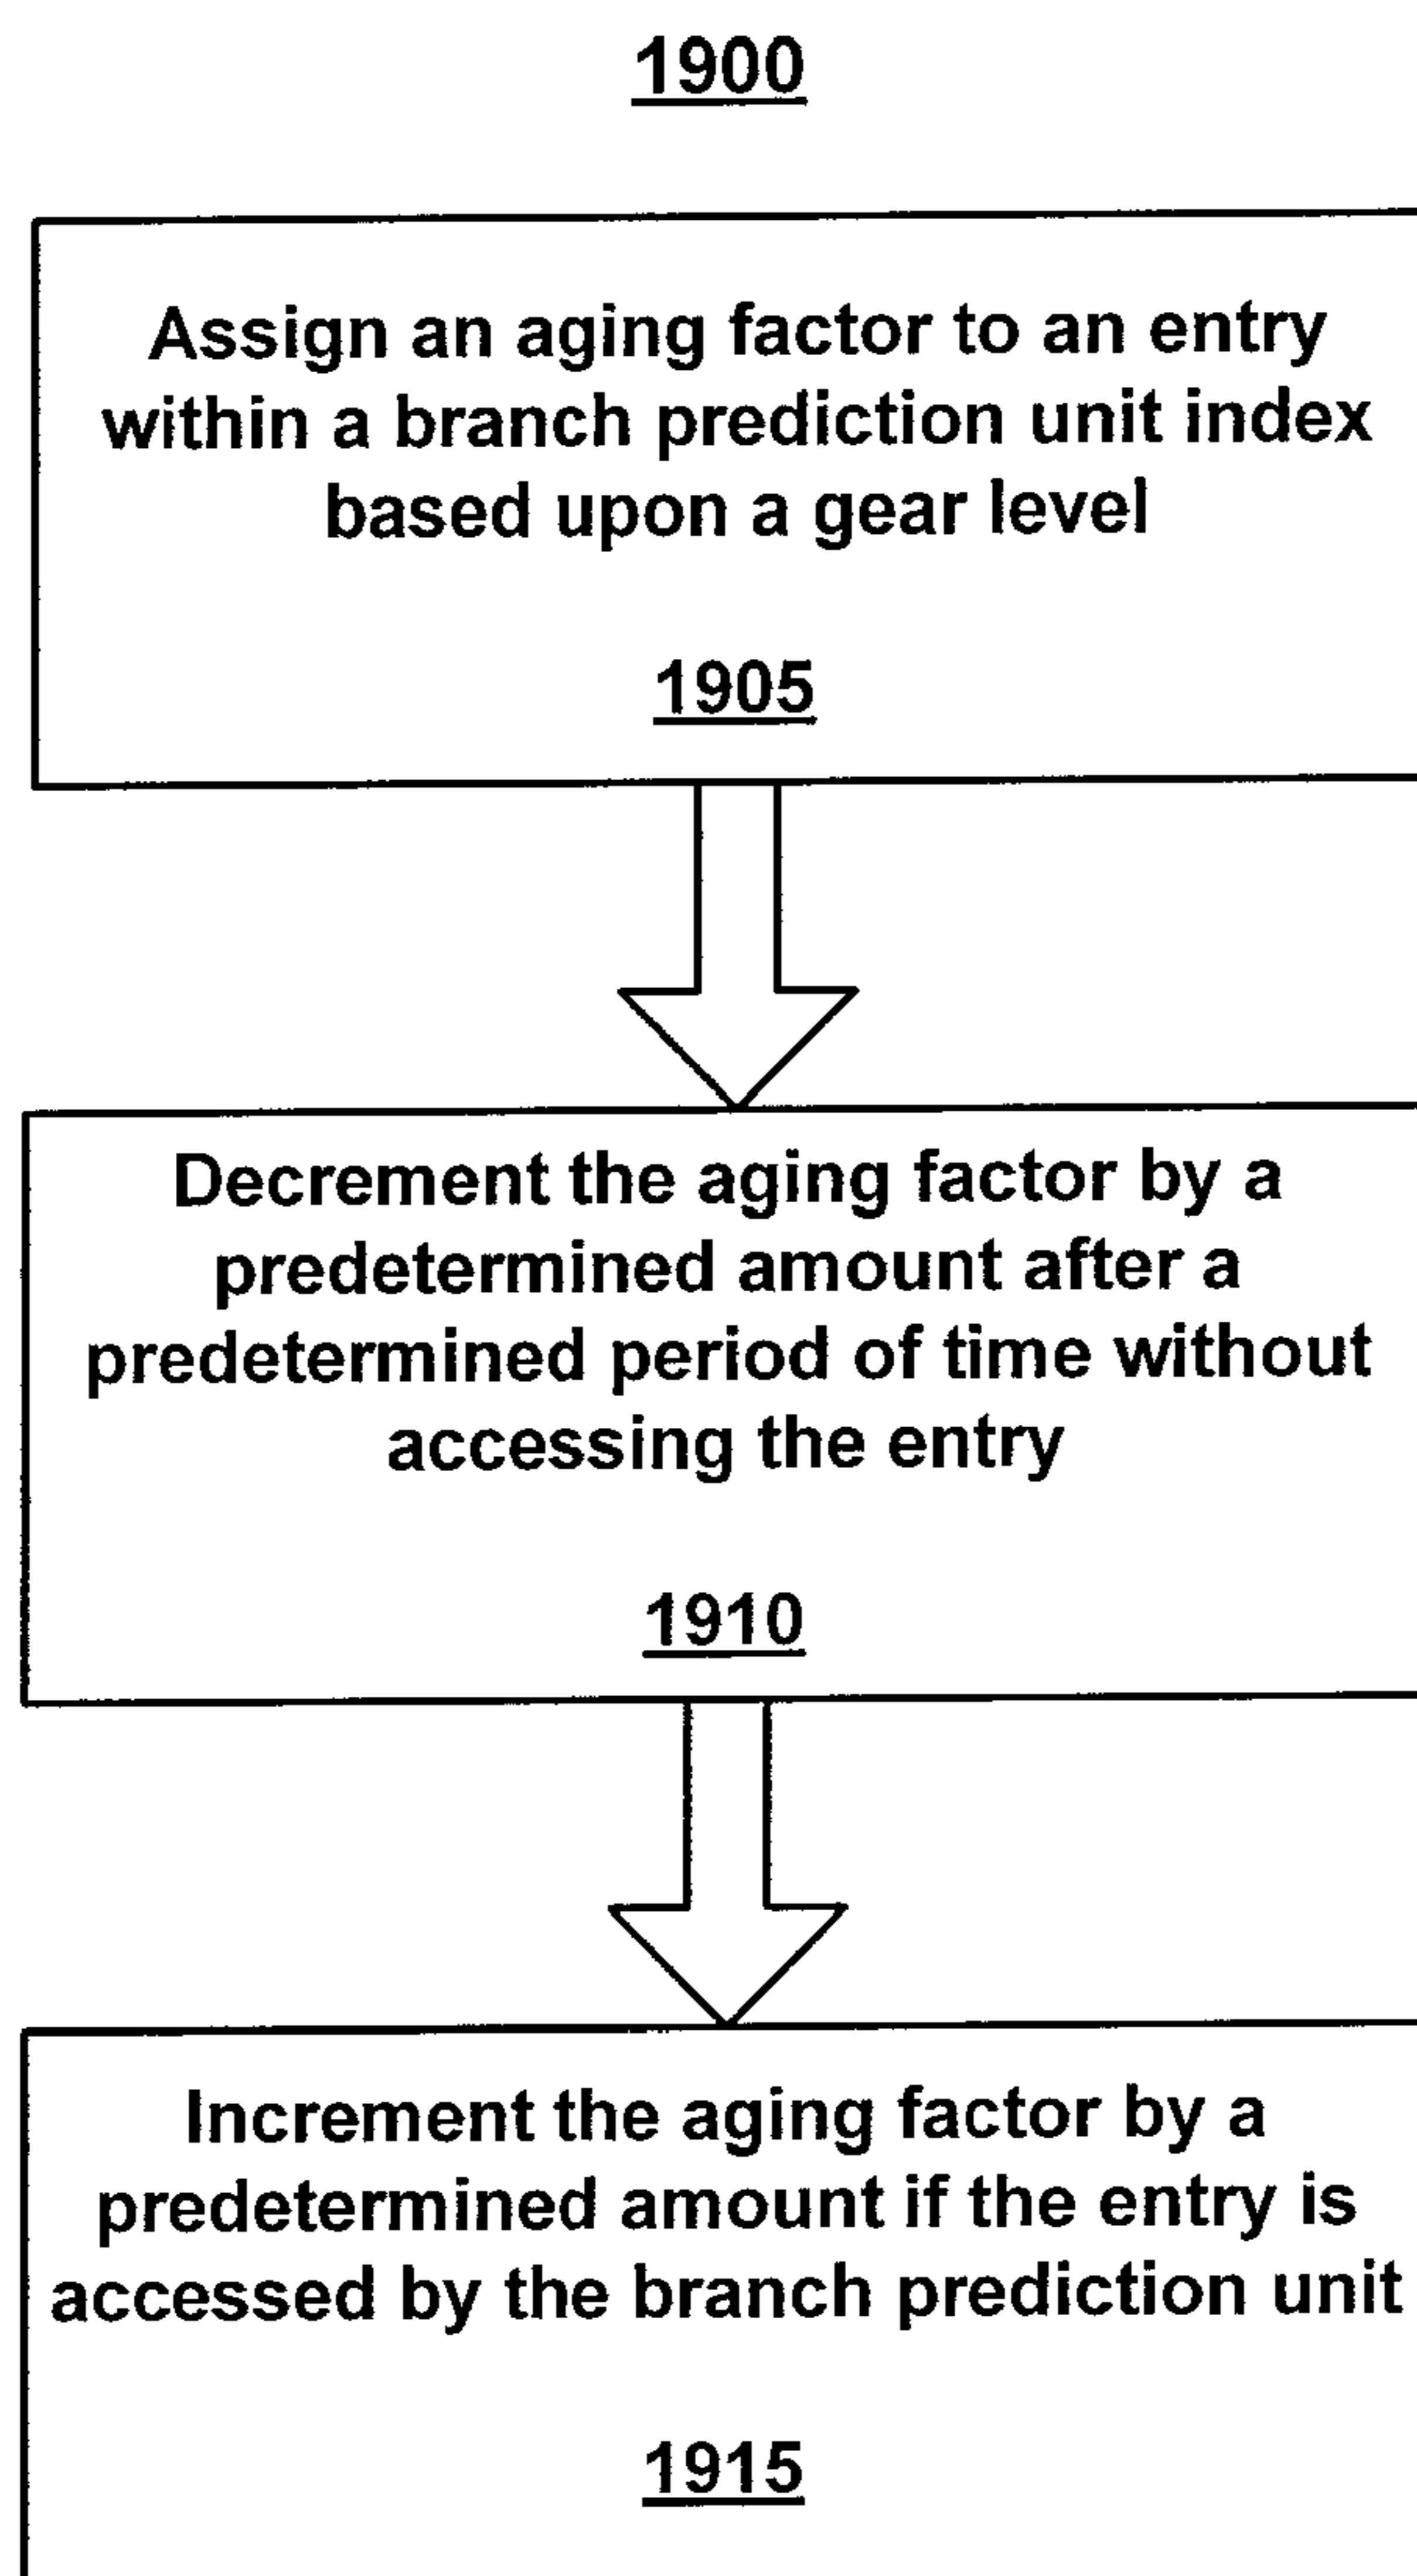 1900
Assign an aging factor to an entry
within a branch prediction unit index
based upon a gear level
1905
Decrement the aging factor by a
predetermined amount after a
predetermined period of time without
accessing the entry
1910
Increment the aging factor by a
predetermined amount if the entry is
accessed by the branch prediction unit
1915